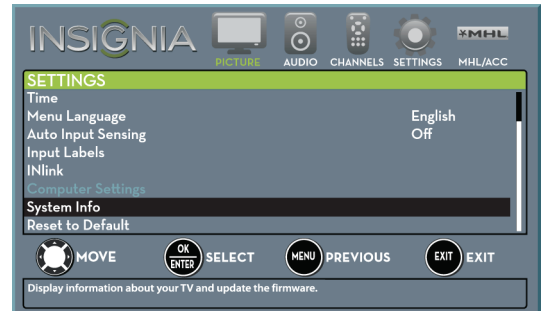 INSIGNIA
PICTURE AUDIO CHANNELS SETTINGS MHL MHL/ACC
SETTINGS
Time
Menu Language English
Auto Input Sensing Off
Input Labels
INlink
Computer Settings
System Info
Reset to Default
MOVE OK ENTER SELECT MENU PREVIOUS EXIT EXIT
Display information about your TV and update the firmware.